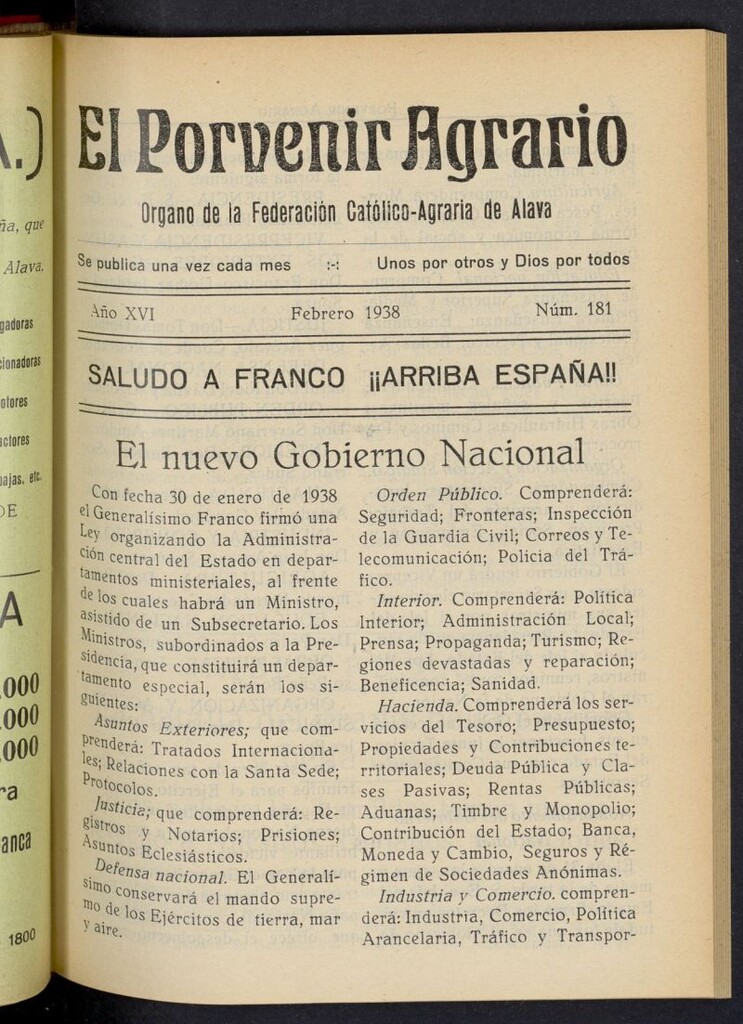 A.)
ña, que
Alava.
gadoras
cionadoras
otores
actores
bajas, etc.
DE
A
.000
.000
.000
ra
anca
1800
El Porvenir Agrario
Organo de la Federación Católico-Agraria de Alava
Se publica una vez cada mes :-: Unos por otros y Dios por todos
Año XVI Febrero 1938 Núm. 181
SALUDO A FRANCO ¡¡ARRIBA ESPAÑA!!
El nuevo Gobierno Nacional
Con fecha 30 de enero de 1938
el Generalísimo Franco firmó una
Ley organizando la Administra-
ción central del Estado en depar-
tamentos ministeriales, al frente
de los cuales habrá un Ministro,
asistido de un Subsecretario. Los
Ministros, subordinados a la Pre-
sidencia, que constituirá un depar-
tamento especial, serán los si-
guientes:
Asuntos Exteriores; que com-
prenderá: Tratados Internaciona-
les; Relaciones con la Santa Sede;
Protocolos.
Justicia; que comprenderá: Re-
gistros y Notarios; Prisiones;
Asuntos Eclesiásticos.
Defensa nacional. El Generalí-
simo conservará el mando supre-
mo de los Ejércitos de tierra, mar
y aire.
Orden Público. Comprenderá:
Seguridad; Fronteras; Inspección
de la Guardia Civil; Correos y Te-
lecomunicación; Policia del Trá-
fico.
Interior. Comprenderá: Política
Interior; Administración Local;
Prensa; Propaganda; Turismo; Re-
giones devastadas y reparación;
Beneficencia; Sanidad.
Hacienda. Comprenderá los ser-
vicios del Tesoro; Presupuesto;
Propiedades y Contribuciones te-
rritoriales; Deuda Pública y Cla-
ses Pasivas; Rentas Públicas;
Aduanas; Timbre y Monopolio;
Contribución del Estado; Banca,
Moneda y Cambio, Seguros y Ré-
gimen de Sociedades Anónimas.
Industria y Comercio. compren-
derá: Industria, Comercio, Política
Arancelaria, Tráfico y Transpor-